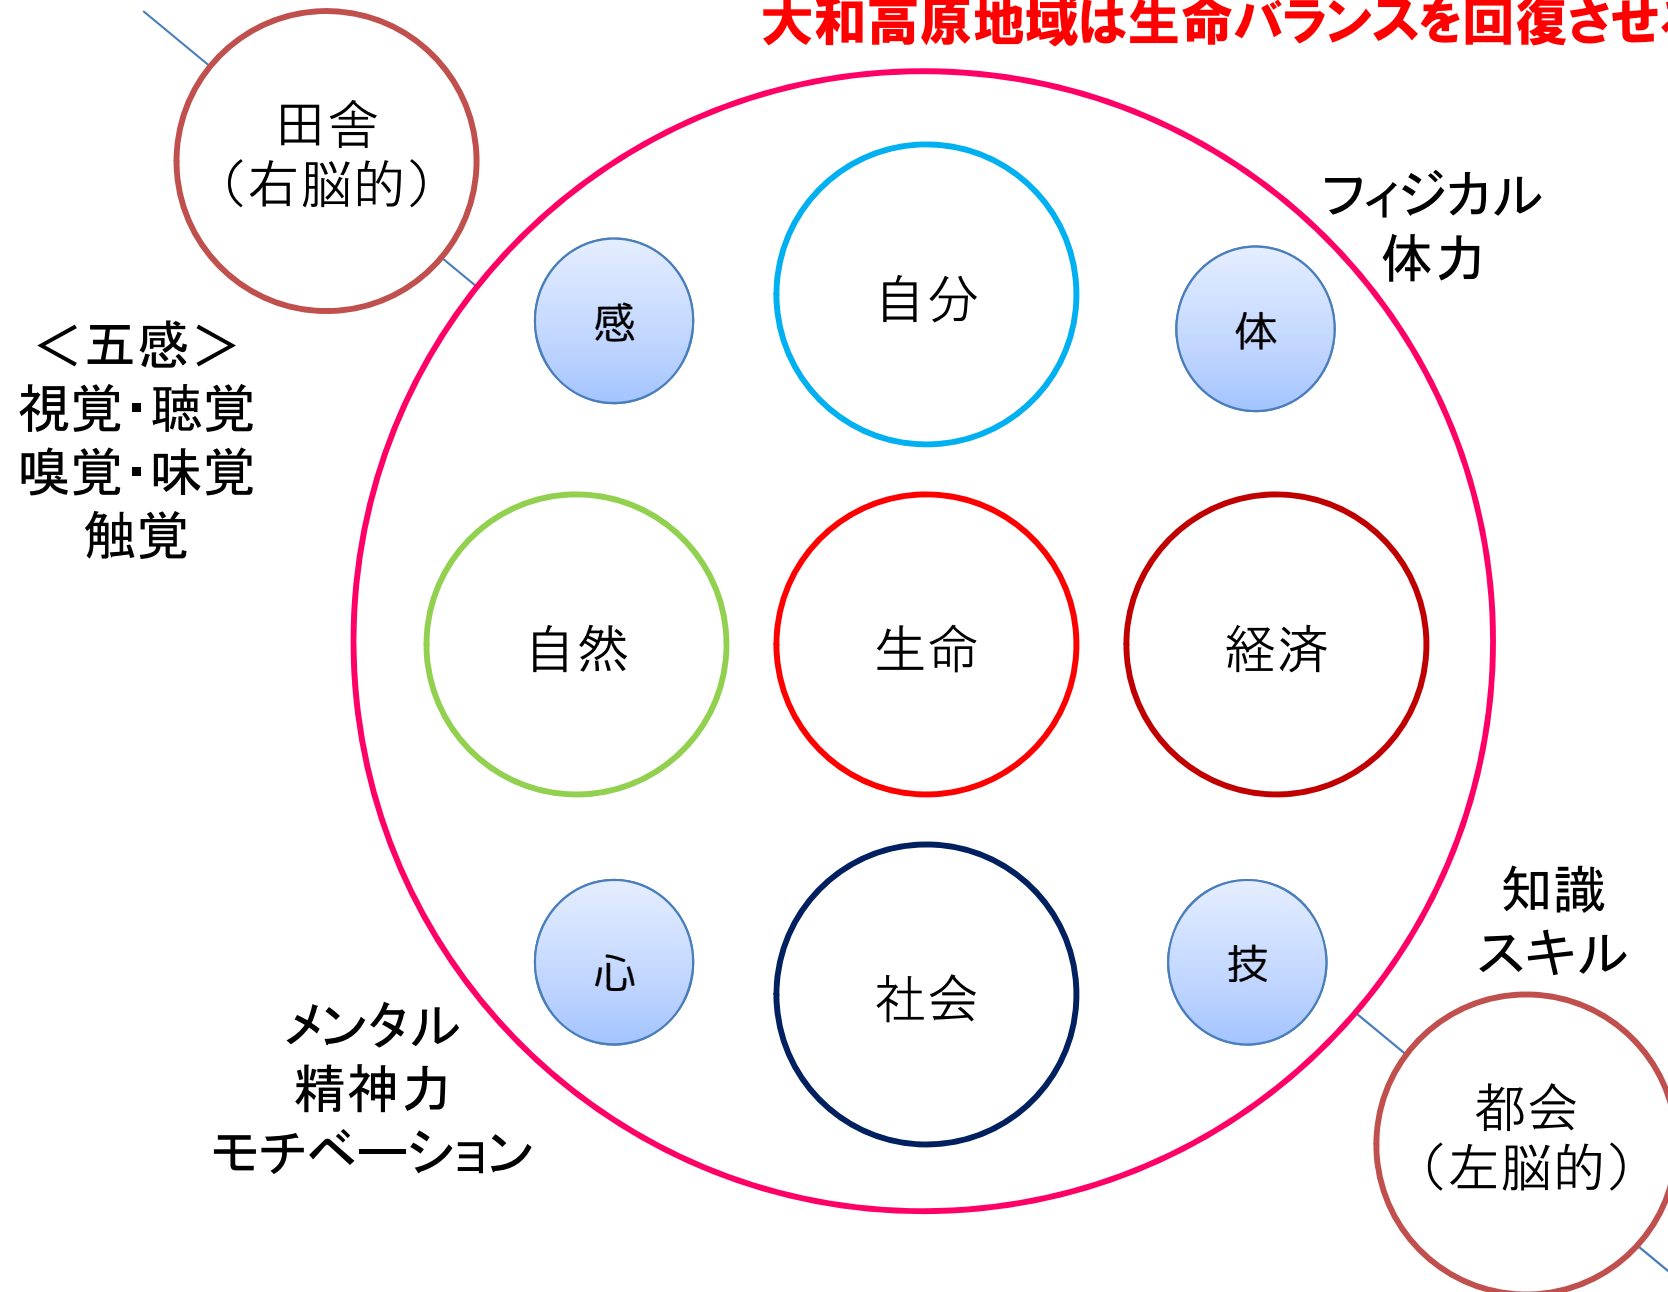 大和高原地域は生命バランスを回復させ
田舎
（右脳的）
フィジカル
体力
感
自分
体
＜五感＞
視覚・聴覚
嗅覚・味覚
触覚
自然
生命
経済
知識
スキル
心
社会
技
メンタル
精神力
モチベーション
都会
（左脳的）